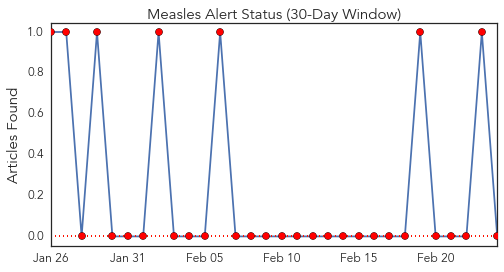 Measles Alert Status (30-Day Window)
Articles Found
1.0
0.8
0.6
0.4
0.2
0.0
Jan 26 Jan 31 Feb 05 Feb 10 Feb 15 Feb 20